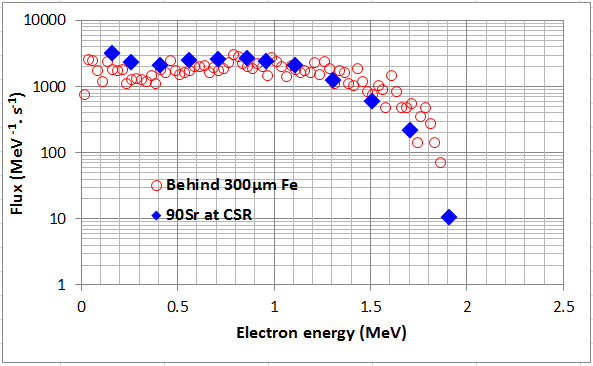 10000
1000
100
10
1
Flux (MeV⁻¹. s⁻¹)
Behind 300µm Fe
90Sr at CSR
0 0.5 1 1.5 2 2.5
Electron energy (MeV)